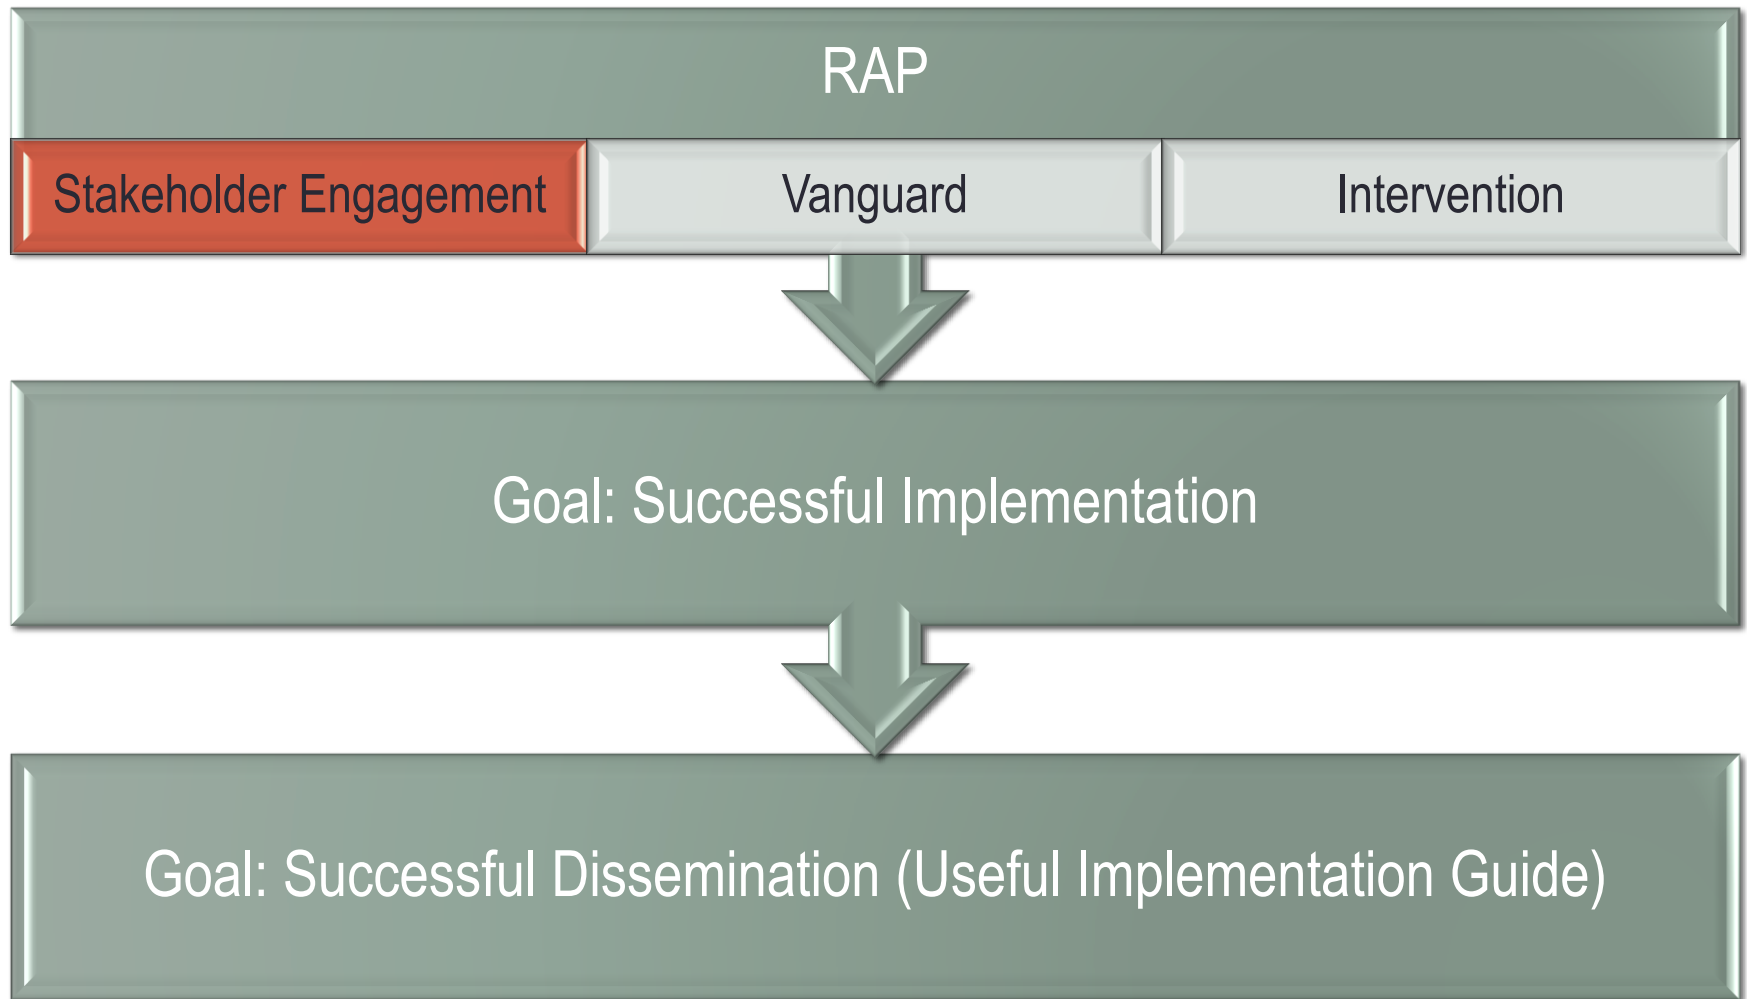 RAP
Stakeholder Engagement
Vanguard
Intervention
Goal: Successful Implementation
Goal: Successful Dissemination (Useful Implementation Guide)